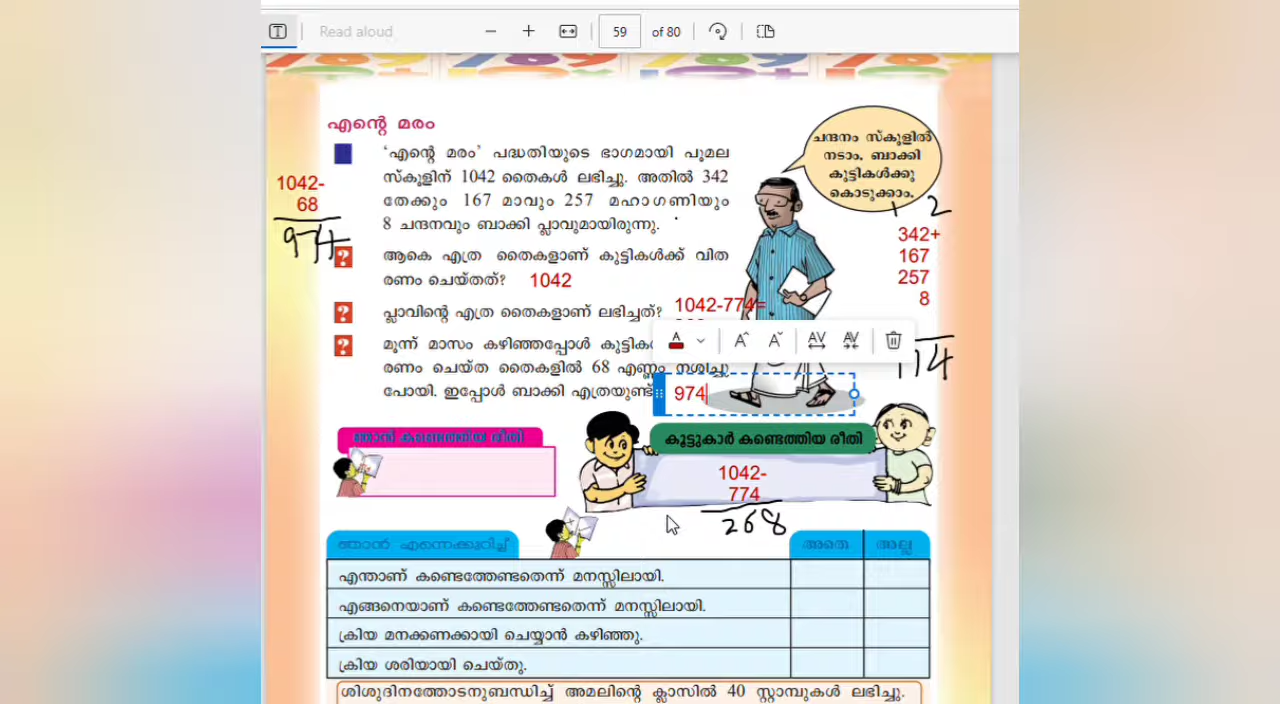 Read aloud
59 of 80
എന്റെ മരം
'എന്റെ മരം' പദ്ധതിയുടെ ഭാഗമായി പൂമല
സ്കൂളിന് 1042 തൈകൾ ലഭിച്ചു. അതിൽ 342
തേക്കും 167 മാവും 257 മഹാഗണിയും
8 ചന്ദനവും ബാക്കി പ്ലാവുമായിരുന്നു.
ചന്ദനം സ്കൂളിൽ
നടാം. ബാക്കി
കുട്ടികൾക്കു
കൊടുക്കാം.
1042-
68
974
1 2
342+
167
257
8
ആകെ എത്ര തൈകളാണ് കുട്ടികൾക്ക് വിത
രണം ചെയ്തത്? 1042
പ്ലാവിന്റെ എത്ര തൈകളാണ് ലഭിച്ചത്? 1042-774=
മൂന്ന് മാസം കഴിഞ്ഞപ്പോൾ
രണം ചെയ്ത തൈകളിൽ 68 എണ്ണം നശിച്ചു
പോയി. ഇപ്പോൾ ബാക്കി എത്രയുണ്ട് 974
ഞാൻ കണ്ടെത്തിയ രീതി
കൂട്ടുകാർ കണ്ടെത്തിയ രീതി
1042-
774
268
ഞാൻ എന്നെക്കുറിച്ച് അതെ അല്ല
എന്താണ് കണ്ടെത്തേണ്ടതെന്ന് മനസ്സിലായി.
എങ്ങനെയാണ് കണ്ടെത്തേണ്ടതെന്ന് മനസ്സിലായി.
ക്രിയ മനക്കണക്കായി ചെയ്യാൻ കഴിഞ്ഞു.
ക്രിയ ശരിയായി ചെയ്തു.
ശിശുദിനത്തോടനുബന്ധിച്ച് അമലിന്റെ ക്ലാസിൽ 40 സ്റ്റാമ്പുകൾ ലഭിച്ചു.